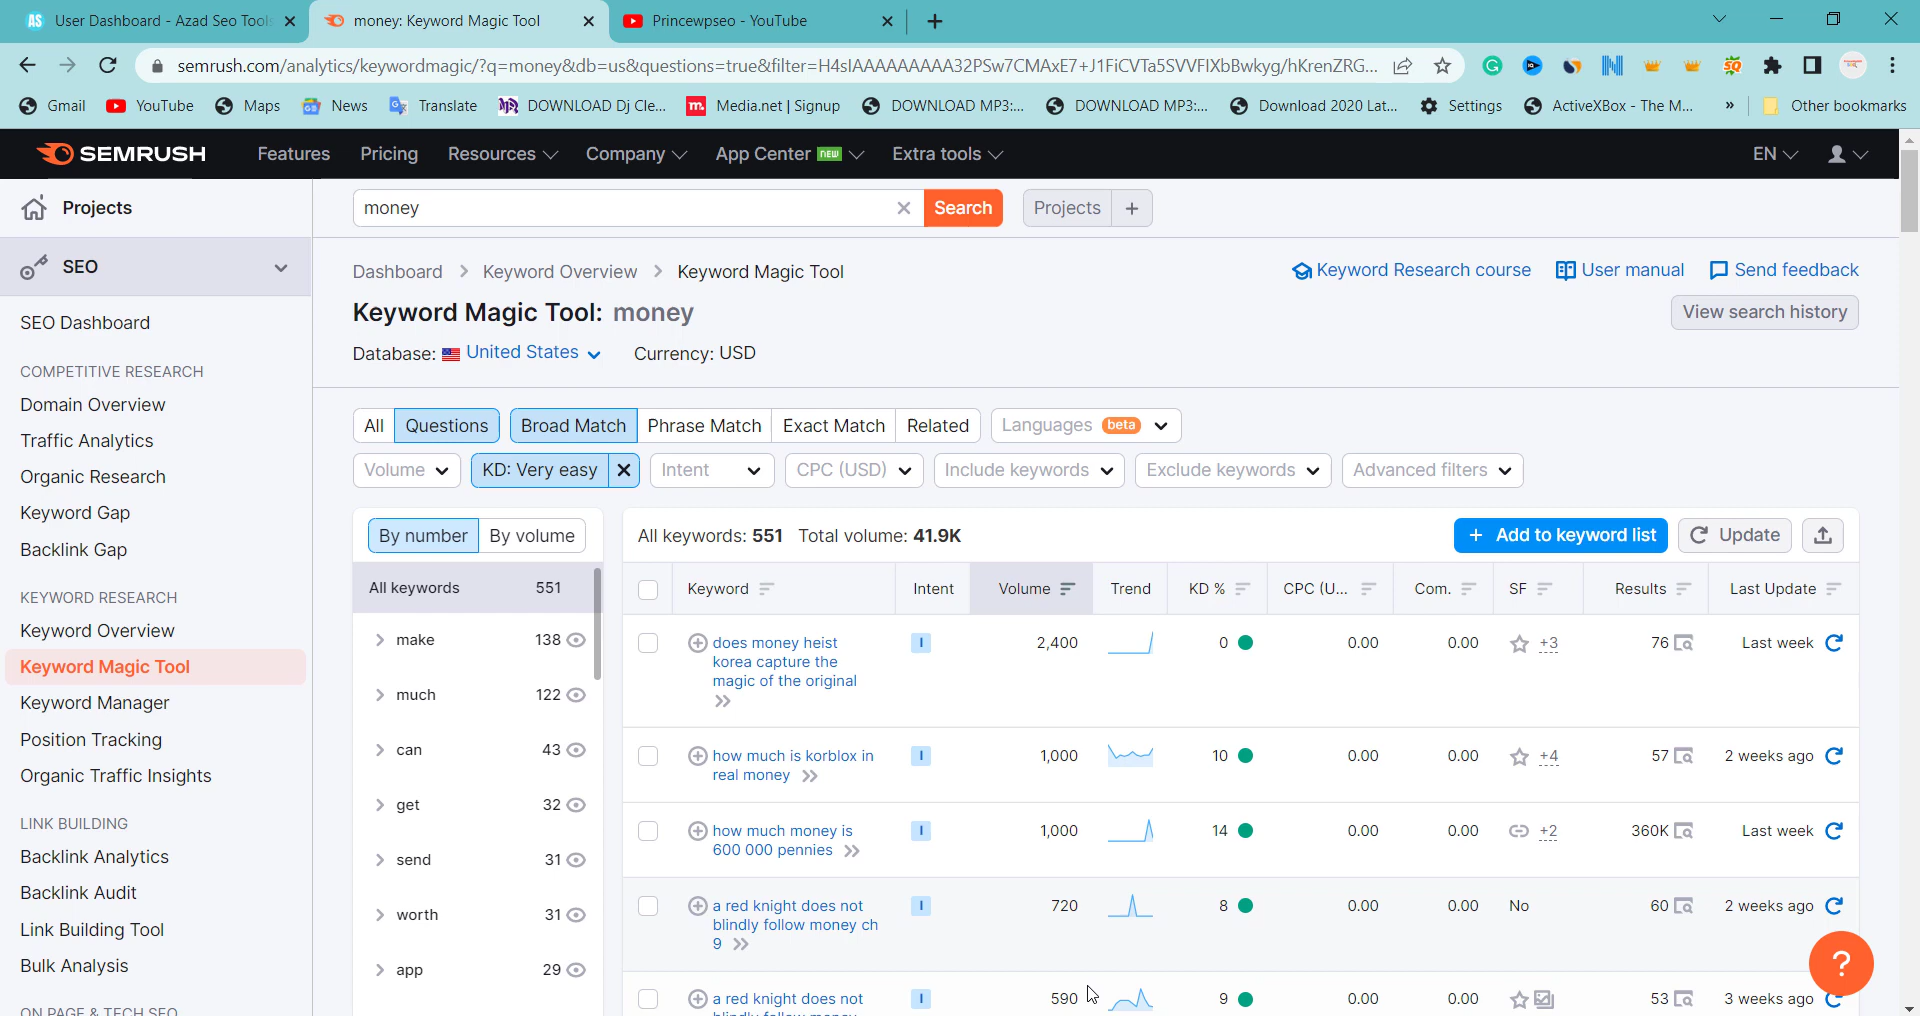 User Dashboard - Azad Seo Tools
money: Keyword Magic Tool
Princewpseo - YouTube
semrush.com/analytics/keywordmagic/?q=money&db=us&questions=true&filter=H4sIAAAAAAAAA32PSw7CMAxE7+J1FiCVTa5SVVFIXbBwkyg/hKrenZRG...
Gmail YouTube Maps News Translate DOWNLOAD Dj Cle... Media.net | Signup DOWNLOAD MP3:... DOWNLOAD MP3:... Download 2020 Lat... Settings ActiveXBox - The M... » Other bookmarks
SEMRUSH Features Pricing Resources Company App Center NEW Extra tools EN
Projects
SEO
SEO Dashboard
COMPETITIVE RESEARCH
Domain Overview
Traffic Analytics
Organic Research
Keyword Gap
Backlink Gap
KEYWORD RESEARCH
Keyword Overview
Keyword Magic Tool
Keyword Manager
Position Tracking
Organic Traffic Insights
LINK BUILDING
Backlink Analytics
Backlink Audit
Link Building Tool
Bulk Analysis
ON PAGE & TECH SEO
money Search Projects +
Dashboard > Keyword Overview > Keyword Magic Tool
Keyword Research course User manual Send feedback
Keyword Magic Tool: money
View search history
Database: United States Currency: USD
All Questions Broad Match Phrase Match Exact Match Related Languages beta
Volume KD: Very easy Intent CPC (USD) Include keywords Exclude keywords Advanced filters
By number By volume
All keywords 551
make 138
much 122
can 43
get 32
send 31
worth 31
app 29
All keywords: 551 Total volume: 41.9K
+ Add to keyword list Update
Keyword Intent Volume Trend KD % CPC (U... Com. SF Results Last Update
does money heist I 2,400 0 0.00 0.00 +3 76 Last week
korea capture the
magic of the original
how much is korblox in I 1,000 10 0.00 0.00 +4 57 2 weeks ago
real money
how much money is I 1,000 14 0.00 0.00 +2 360K Last week
600 000 pennies
a red knight does not I 720 8 0.00 0.00 No 60 2 weeks ago
blindly follow money ch
9
a red knight does not I 590 9 0.00 0.00 53 3 weeks ago
blindly follow money
?